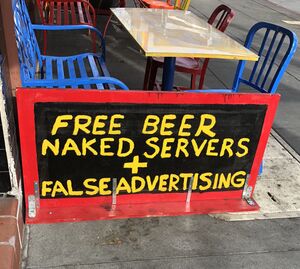 FREE BEER
NAKED SERVERS
+
FALSE ADVERTISING